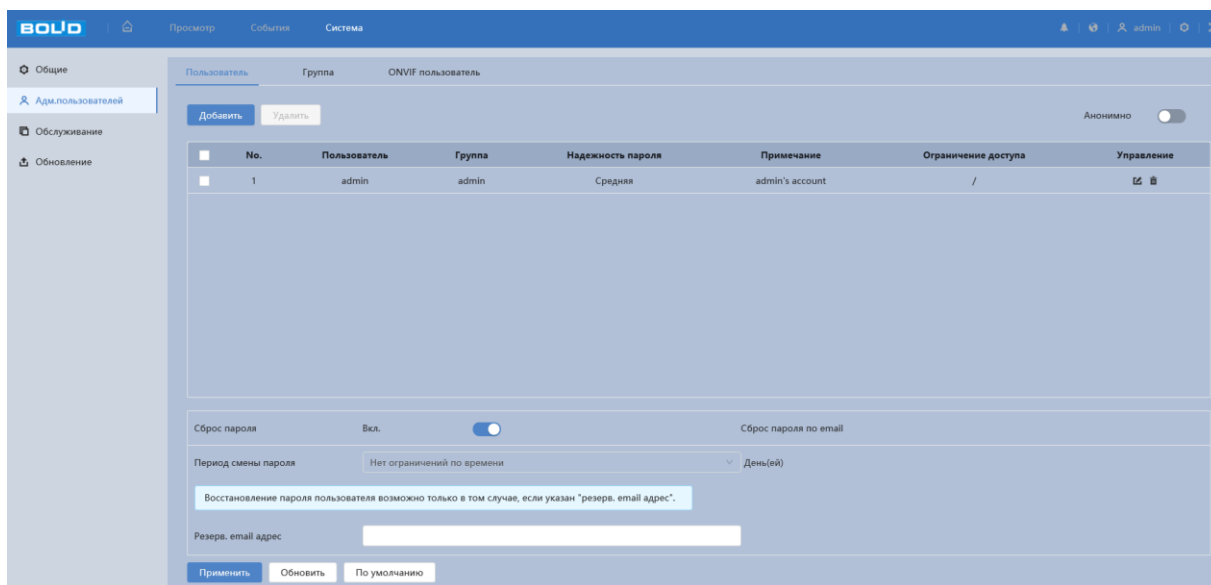 BOLID Просмотр События Система admin
Общие
Адм.пользователей
Обслуживание
Обновление
Пользователь Группа ONVIF пользователь
Добавить Удалить Анонимно
No. Пользователь Группа Надежность пароля Примечание Ограничение доступа Управление
1 admin admin Средняя admin's account /
Сброс пароля Вкл. Сброс пароля по email
Период смены пароля Нет ограничений по времени День(ей)
Восстановление пароля пользователя возможно только в том случае, если указан "резерв. email адрес".
Резерв. email адрес
Применить Обновить По умолчанию